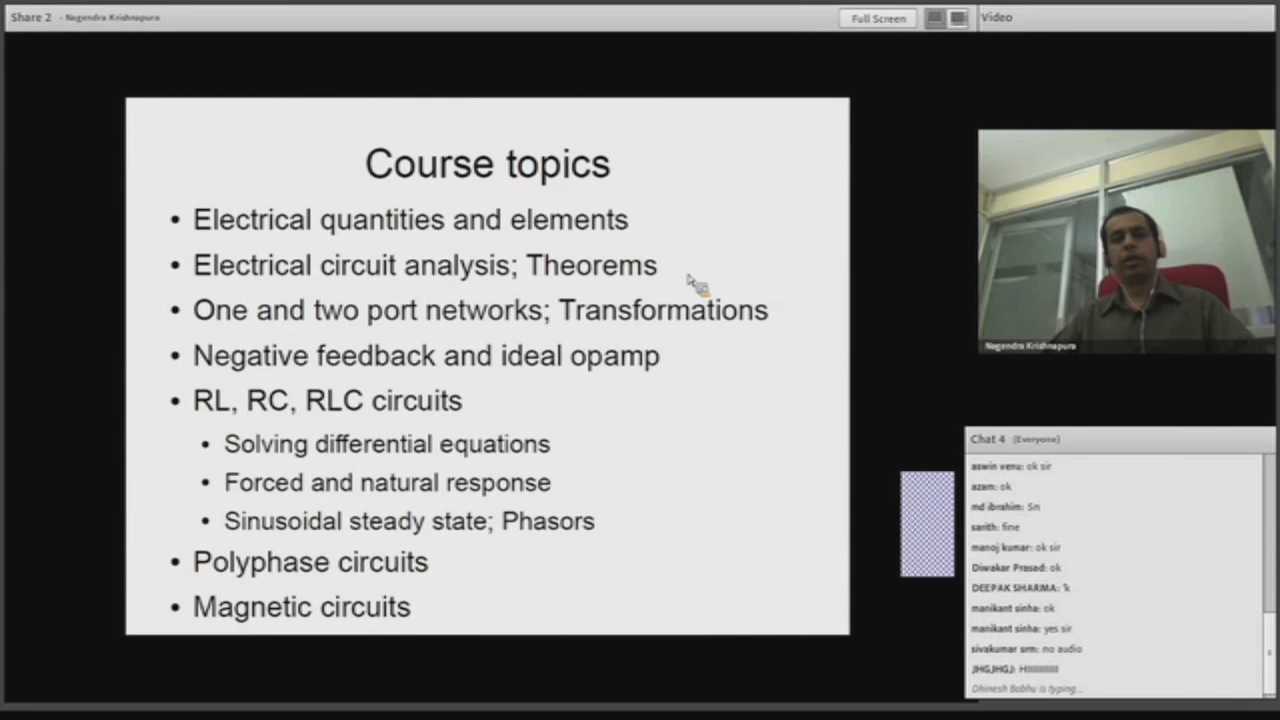 Share 2 - Nagendra Krishnapura
Full Screen
Video
Course topics
• Electrical quantities and elements
• Electrical circuit analysis; Theorems
• One and two port networks; Transformations
• Negative feedback and ideal opamp
• RL, RC, RLC circuits
• Solving differential equations
• Forced and natural response
• Sinusoidal steady state; Phasors
• Polyphase circuits
• Magnetic circuits
Nagendra Krishnapura
Chat 4 (Everyone)
aswin venu: ok sir
azam: ok
md ibrahim: Sn
sarith: fine
manoj kumar: ok sir
Diwakar Prasad: ok
DEEPAK SHARMA: 'k
manikant sinha: ok
manikant sinha: yes sir
sivakumar srm: no audio
JHGJHGJ:
Dhinesh Babhu is typing...